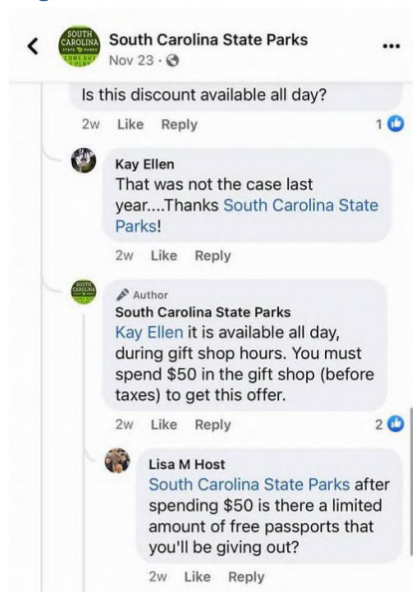 South Carolina State Parks
Nov 23 ·
Is this discount available all day?
2w Like Reply 1
Kay Ellen
That was not the case last
year....Thanks South Carolina State
Parks!
2w Like Reply
Author
South Carolina State Parks
Kay Ellen it is available all day,
during gift shop hours. You must
spend $50 in the gift shop (before
taxes) to get this offer.
2w Like Reply 2
Lisa M Host
South Carolina State Parks after
spending $50 is there a limited
amount of free passports that
you'll be giving out?
2w Like Reply